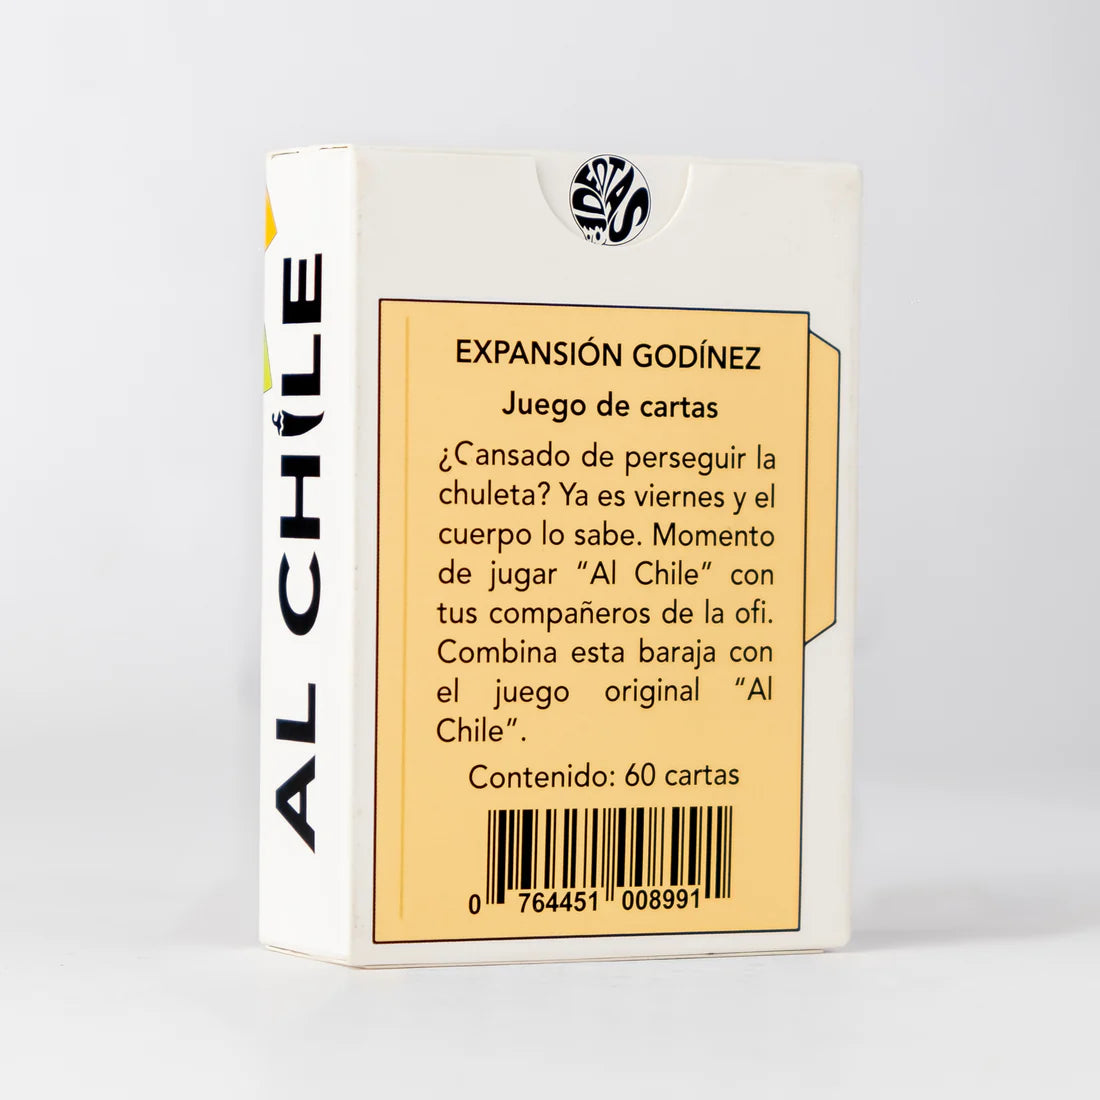 IDEOTAS
AL CHILE
EXPANSIÓN GODÍNEZ
Juego de cartas
¿Cansado de perseguir la
chuleta? Ya es viernes y el
cuerpo lo sabe. Momento
de jugar “Al Chile” con
tus compañeros de la ofi.
Combina esta baraja con
el juego original “Al
Chile”.
Contenido: 60 cartas
0 764451 008991